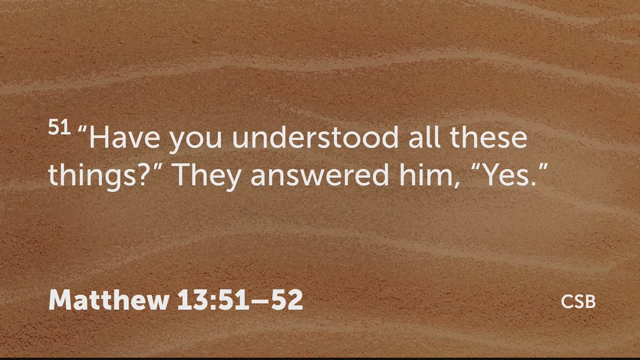 51 “Have you understood all these
things?” They answered him, “Yes.”
Matthew 13:51–52
CSB